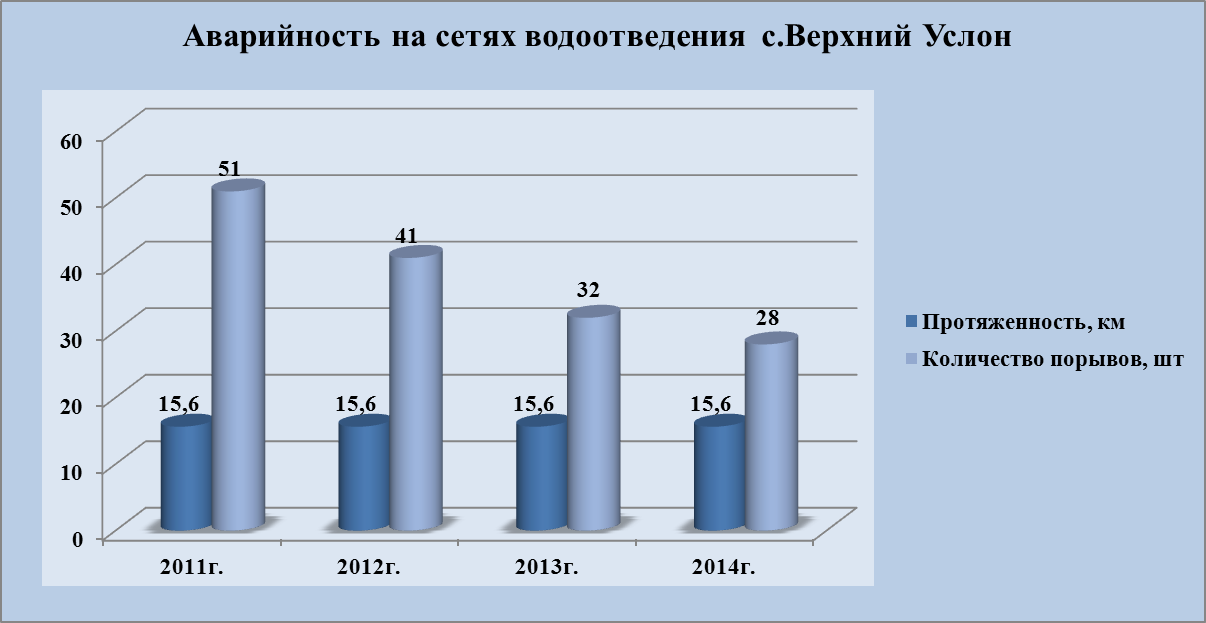 Аварийность на сетях водоотведения с.Верхний Услон
60
50
40
30
20
10
0
51
41
32
28
15,6
15,6
15,6
15,6
2011г.
2012г.
2013г.
2014г.
Протяженность, км
Количество порывов, шт